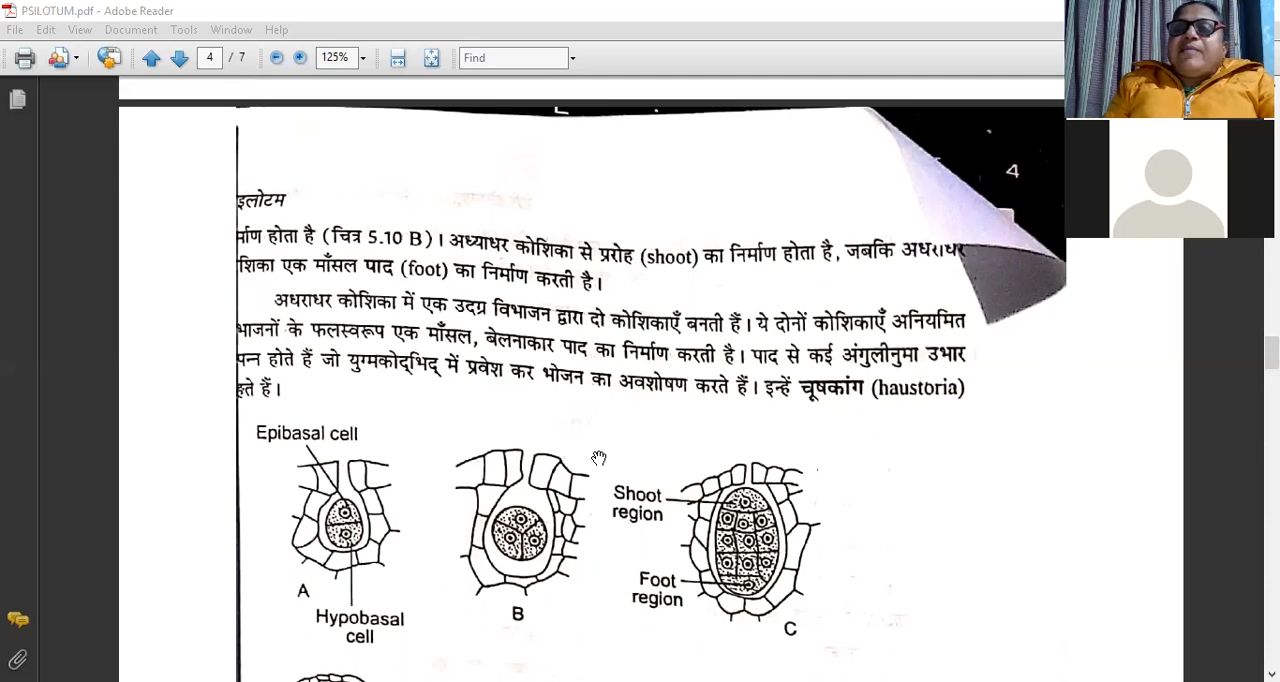 PSILOTUM.pdf - Adobe Reader
File Edit View Document Tools Window Help
4 / 7 125% Find
4
इलोटम
र्माण होता है (चित्र 5.10 B)। अध्याधर कोशिका से प्ररोह (shoot) का निर्माण होता है, जबकि अधराधर
शिका एक माँसल पाद (foot) का निर्माण करती है।
अधराधर कोशिका में एक उदग्र विभाजन द्वारा दो कोशिकाएँ बनती हैं। ये दोनों कोशिकाएँ अनियमित
भाजनों के फलस्वरूप एक माँसल, बेलनाकार पाद का निर्माण करती है। पाद से कई अंगुलीनुमा उभार
पन्न होते हैं जो युग्मकोद्भिद् में प्रवेश कर भोजन का अवशोषण करते हैं। इन्हें चूषकांग (haustoria)
हते हैं।
Epibasal cell
Shoot
region
Foot
region
A
B
C
Hypobasal
cell